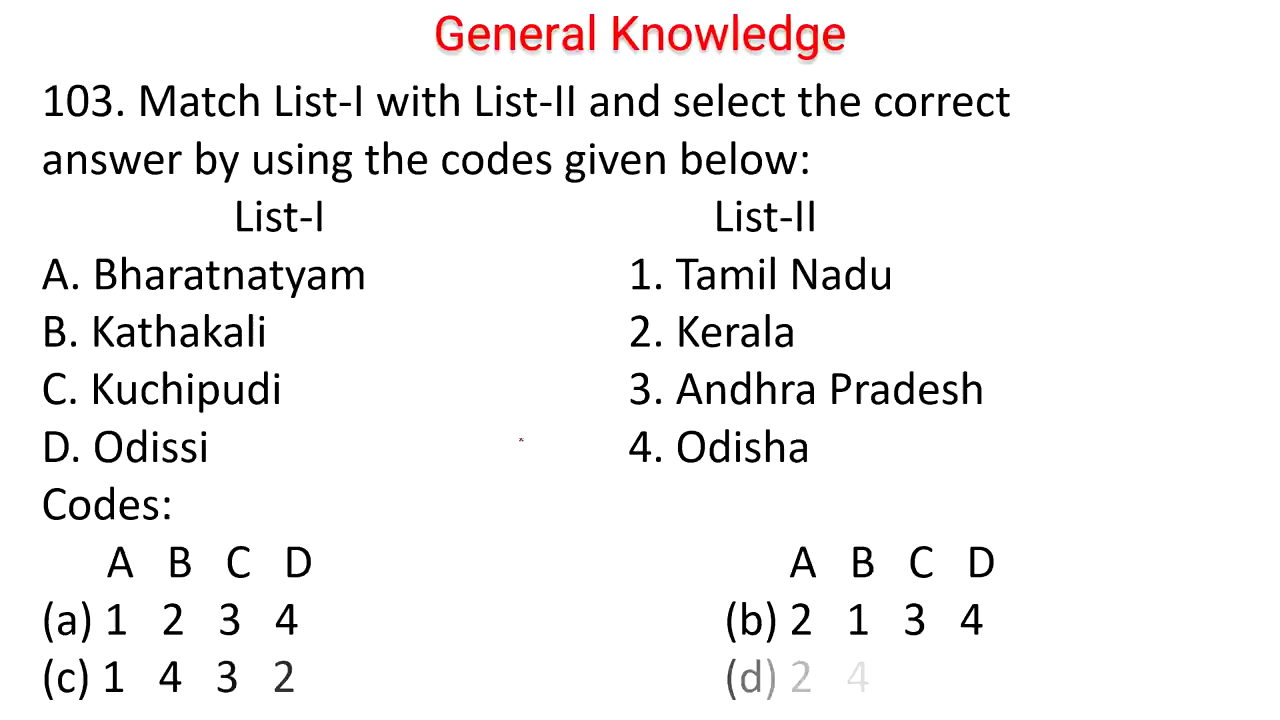 General Knowledge
103. Match List-I with List-II and select the correct
answer by using the codes given below:
List-I List-II
A. Bharatnatyam 1. Tamil Nadu
B. Kathakali 2. Kerala
C. Kuchipudi 3. Andhra Pradesh
D. Odissi 4. Odisha
Codes:
A B C D A B C D
(a) 1 2 3 4 (b) 2 1 3 4
(c) 1 4 3 2 (d) 2 4